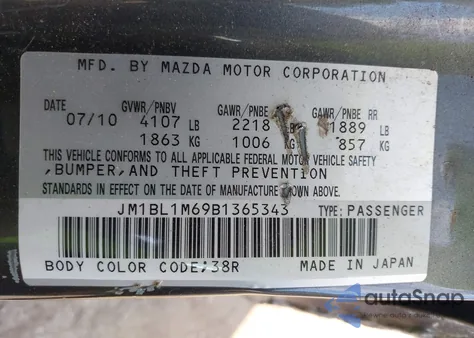 MFD. BY MAZDA MOTOR CORPORATION
DATE GVWR/PNBV GAWR/PNBE GAWR/PNBE RR
07/10 4107 LB 2218 LB 1889 LB
1863 KG 1006 KG 857 KG
THIS VEHICLE CONFORMS TO ALL APPLICABLE FEDERAL MOTOR VEHICLE SAFETY
,BUMPER,AND THEFT PREVENTION
STANDARDS IN EFFECT ON THE DATE OF MANUFACTURE SHOWN ABOVE.
JM1BL1M69B1365343 TYPE: PASSENGER
BODY COLOR CODE:38R MADE IN JAPAN
autoSnap